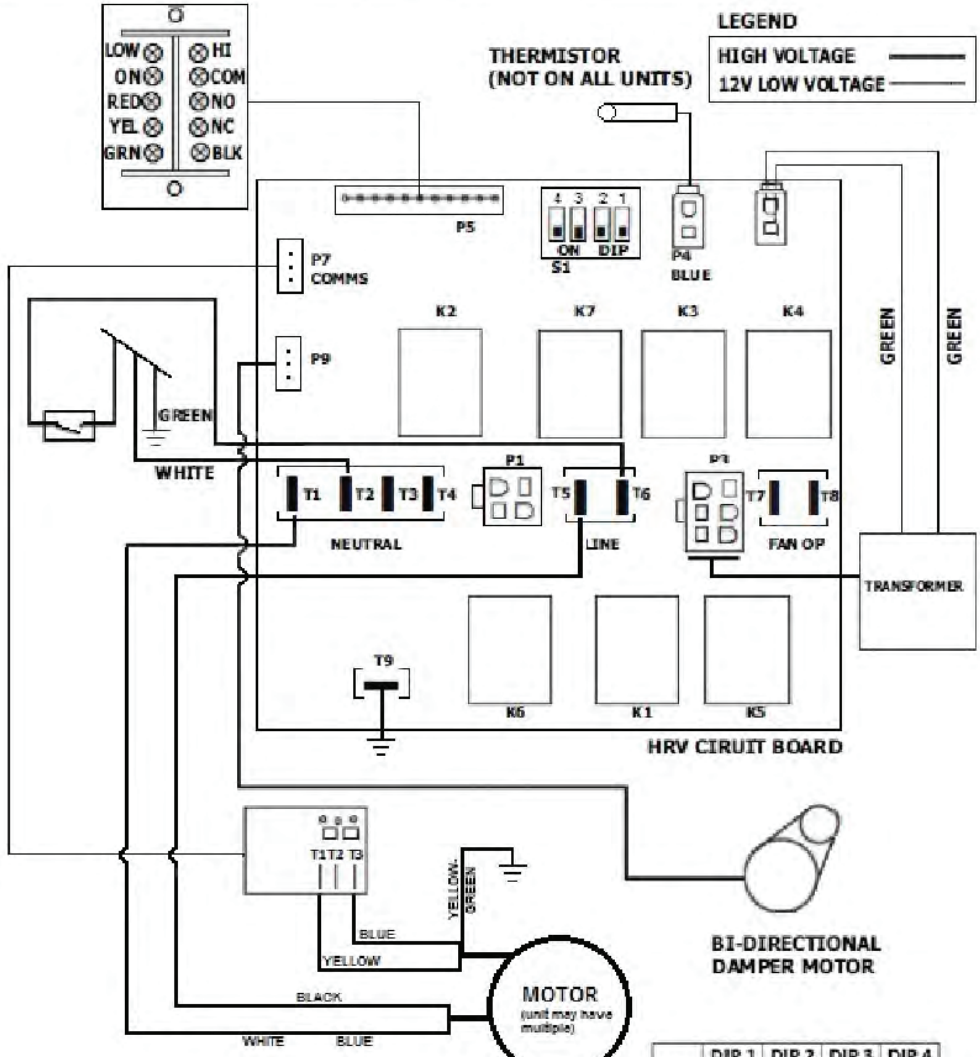 LEGEND
HIGH VOLTAGE
12V LOW VOLTAGE
THERMISTOR
(NOT ON ALL UNITS)
LOW HI
ON COM
RED NO
YEL NC
GRN BLK
P5
4 3 2 1
ON DIP
S1
P4
BLUE
P7
COMMS
P9
K2 K7 K3 K4
GREEN
GREEN
GREEN
WHITE
P1
P3
T1 T2 T3 T4
T5 T6
T7 T8
NEUTRAL
LINE
FAN OP
TRANSFORMER
T9
K6 K1 K5
HRV CIRUIT BOARD
T1 T2 T3
YELLOW-
GREEN
BLUE
YELLOW
BLACK
WHITE BLUE
MOTOR
(unit may have
multiple)
BI-DIRECTIONAL
DAMPER MOTOR
DIP 1 DIP 2 DIP 3 DIP 4